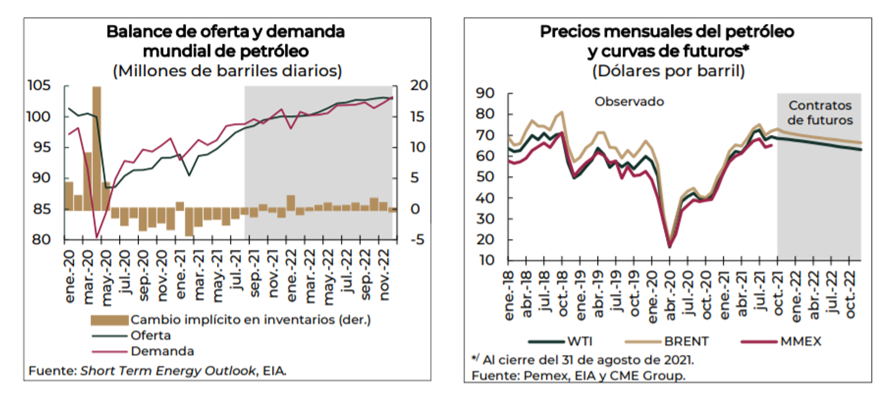 Balance de oferta y demanda
mundial de petróleo
(Millones de barriles diarios)
105
100
95
90
85
80
20
15
10
5
0
-5
ene.-20
mar.-20
may.-20
jul.-20
sep.-20
nov.-20
ene.-21
mar.-21
may.-21
jul.-21
sep.-21
nov.-21
ene.-22
mar.-22
may.-22
jul.-22
sep.-22
nov.-22
Cambio implícito en inventarios (der.)
Oferta
Demanda
Fuente: Short Term Energy Outlook, EIA.
Precios mensuales del petróleo
y curvas de futuros*
(Dólares por barril)
90
80
70
60
50
40
30
20
10
Observado
Contratos
de futuros
ene.-18
abr.-18
jul.-18
oct.-18
ene.-19
abr.-19
jul.-19
oct.-19
ene.-20
abr.-20
jul.-20
oct.-20
ene.-21
abr.-21
jul.-21
oct.-21
ene.-22
abr.-22
jul.-22
oct.-22
WTI
BRENT
MMEX
*/ Al cierre del 31 de agosto de 2021.
Fuente: Pemex, EIA y CME Group.